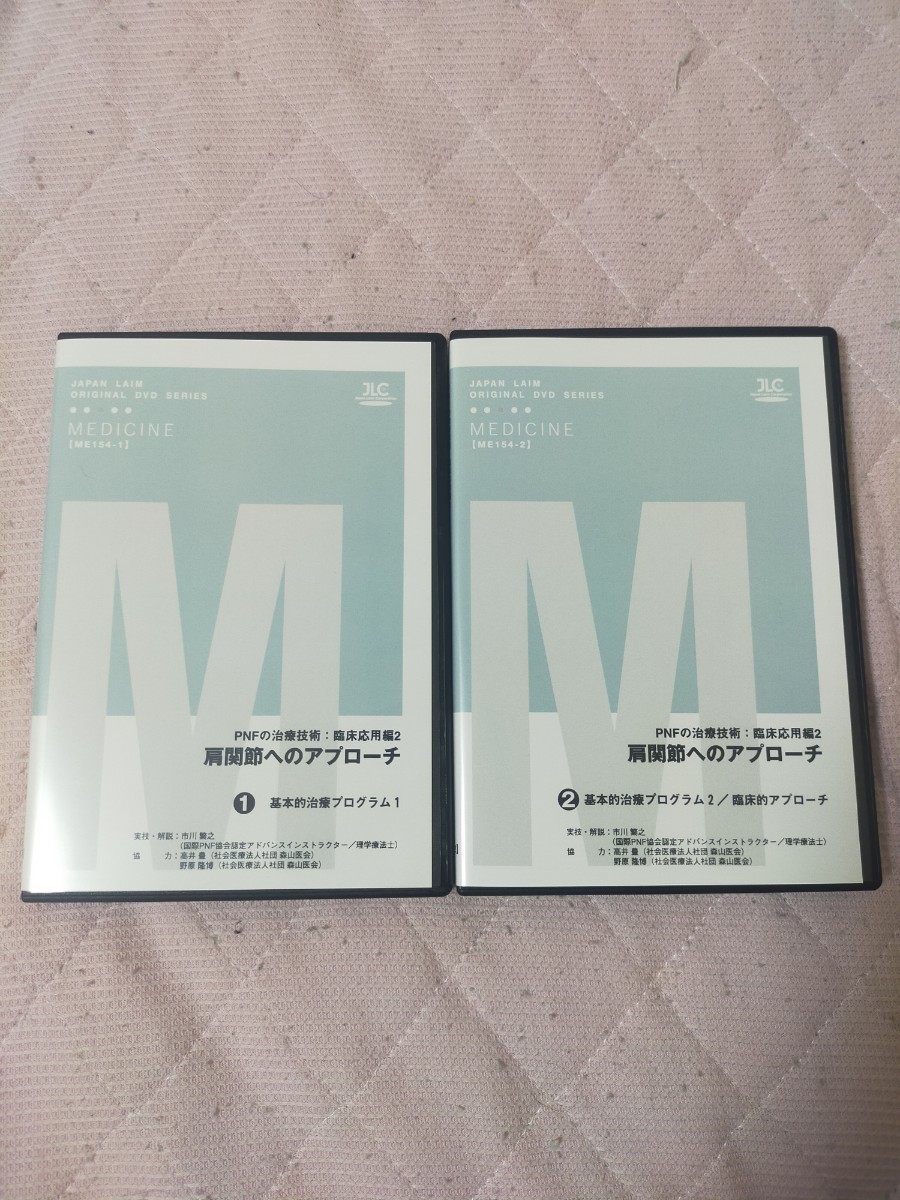 JAPAN LAIM
ORIGINAL DVD SERIES
JLC
MEDICINE
[ME154-1]
M
PNFの治療技術：臨床応用編2
肩関節へのアプローチ
❶ 基本的治療プログラム1
実技・解説：市川 繁之
（国際PNF協会認定アドバンスインストラクター／理学療法士）
協　　力：高井 豊（社会医療法人社団 森山医会）
野原 隆博（社会医療法人社団 森山医会）
JAPAN LAIM
ORIGINAL DVD SERIES
JLC
MEDICINE
[ME154-2]
M
PNFの治療技術：臨床応用編2
肩関節へのアプローチ
❷ 基本的治療プログラム2／臨床的アプローチ
実技・解説：市川 繁之
（国際PNF協会認定アドバンスインストラクター／理学療法士）
協　　力：高井 豊（社会医療法人社団 森山医会）
野原 隆博（社会医療法人社団 森山医会）